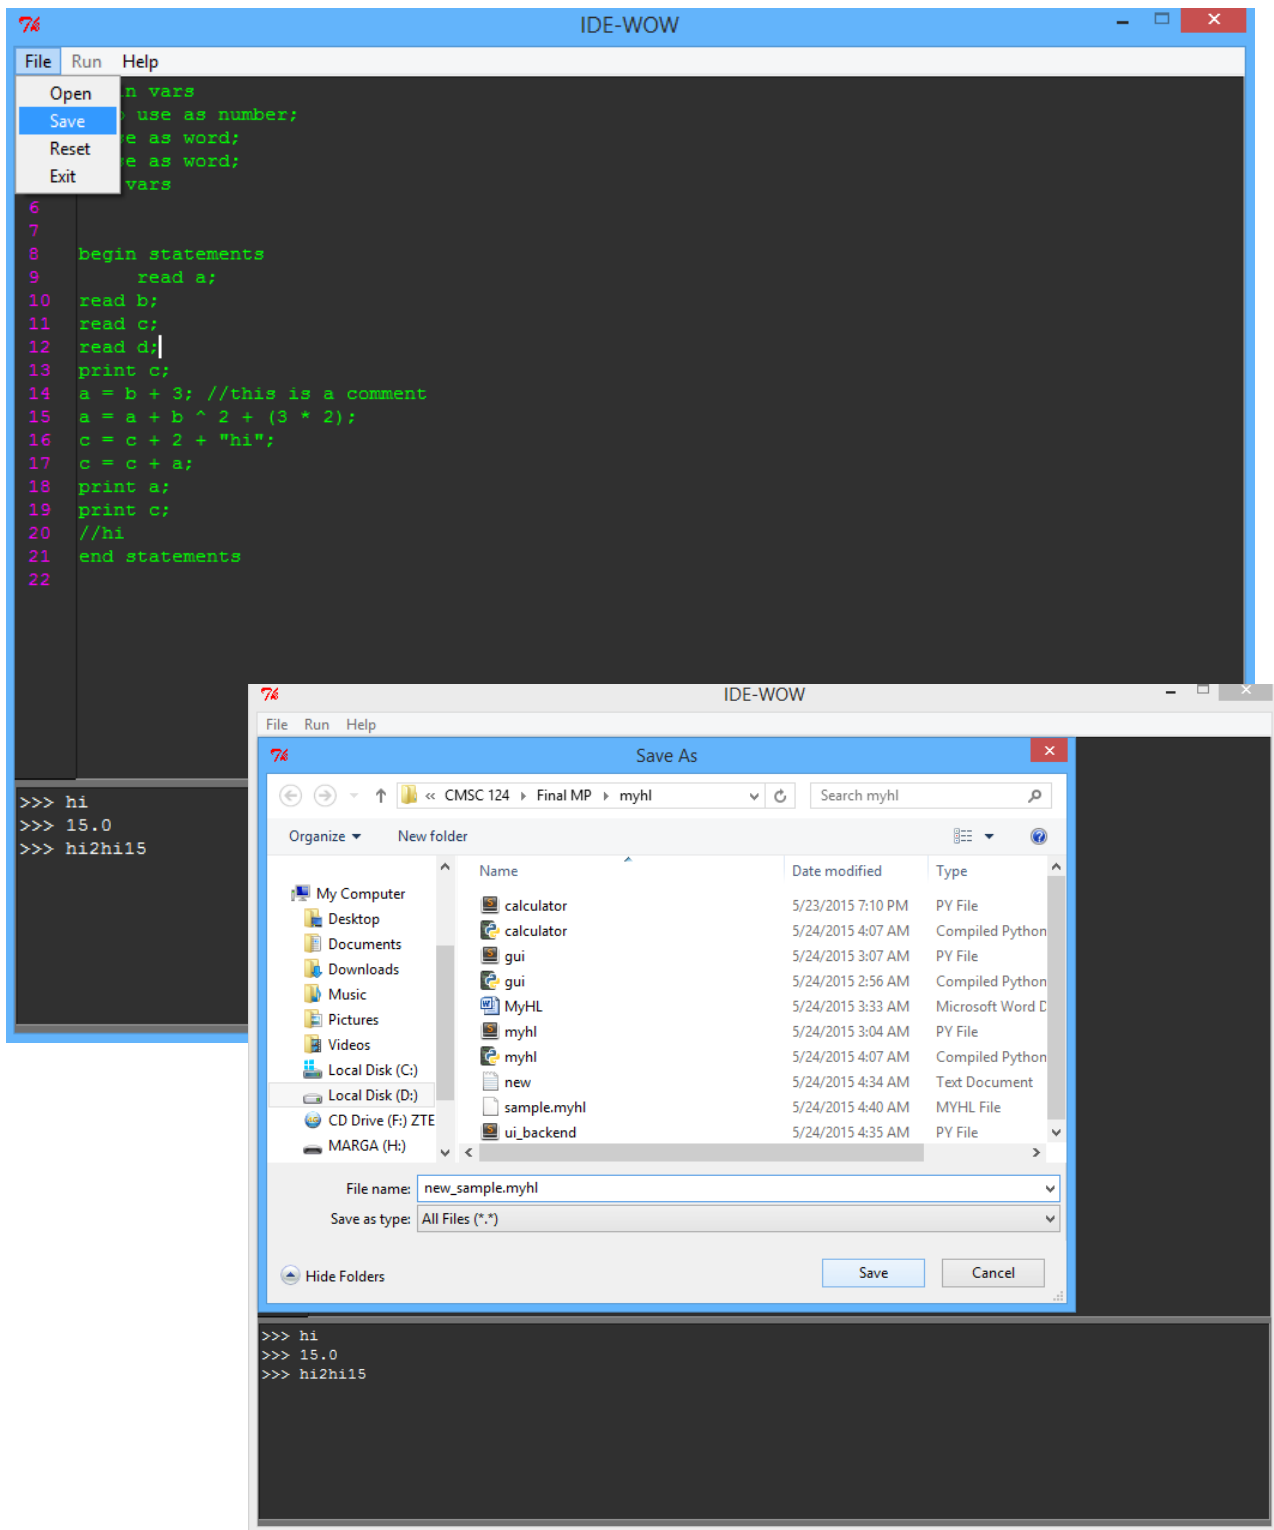 Tk IDE-WOW
File Run Help
Open
Save
Reset
Exit
n vars
use as number;
e as word;
e as word;
vars
6
7
8 begin statements
9 read a;
10 read b;
11 read c;
12 read d;
13 print c;
14 a = b + 3; //this is a comment
15 a = a + b ^ 2 + (3 * 2);
16 c = c + 2 + "hi";
17 c = c + a;
18 print a;
19 print c;
20 //hi
21 end statements
22
>>> hi
>>> 15.0
>>> hi2hi15
Tk IDE-WOW
File Run Help
Tk Save As
« CMSC 124 Final MP myhl Search myhl
Organize New folder
Name Date modified Type
My Computer
Desktop
Documents
Downloads
Music
Pictures
Videos
Local Disk (C:)
Local Disk (D:)
CD Drive (F:) ZTE
MARGA (H:)
calculator 5/23/2015 7:10 PM PY File
calculator 5/24/2015 4:07 AM Compiled Python
gui 5/24/2015 3:07 AM PY File
gui 5/24/2015 2:56 AM Compiled Python
MyHL 5/24/2015 3:33 AM Microsoft Word D
myhl 5/24/2015 3:04 AM PY File
myhl 5/24/2015 4:07 AM Compiled Python
new 5/24/2015 4:34 AM Text Document
sample.myhl 5/24/2015 4:40 AM MYHL File
ui_backend 5/24/2015 4:35 AM PY File
File name: new_sample.myhl
Save as type: All Files (*.*)
Hide Folders Save Cancel
>>> hi
>>> 15.0
>>> hi2hi15